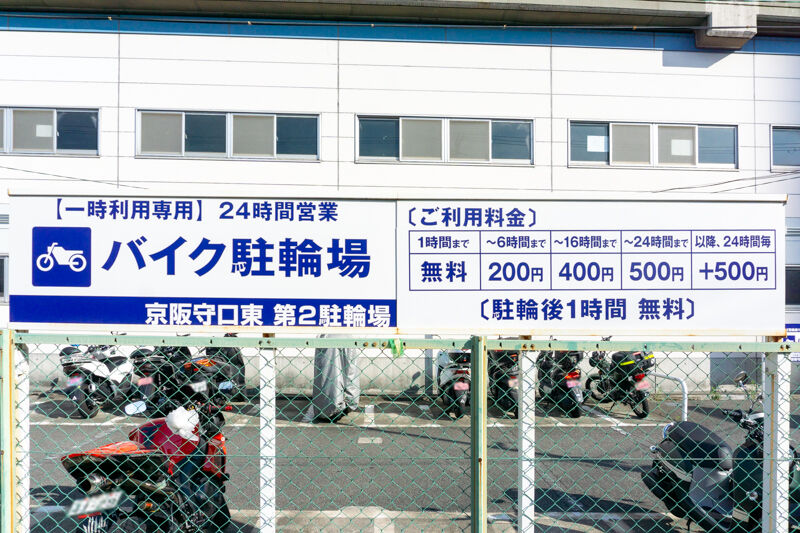 【一時利用専用】 24時間営業
バイク駐輪場
京阪守口東 第2駐輪場
〔ご利用料金〕
1時間まで ～6時間まで ～16時間まで ～24時間まで 以降、24時間毎
無料 200円 400円 500円 +500円
〔駐輪後1時間 無料〕